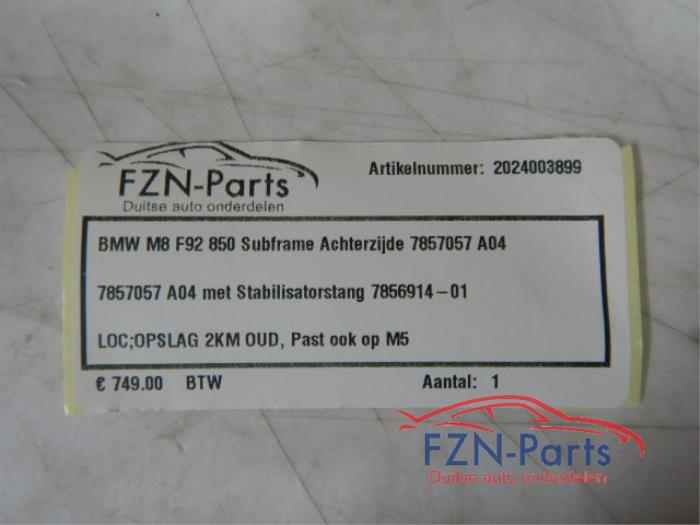 FZN-Parts
Duitse auto onderdelen
Artikelnummer: 2024003899
BMW M8 F92 850 Subframe Achterzijde 7857057 A04
7857057 A04 met Stabilisatorstang 7856914-01
LOC;OPSLAG 2KM OUD, Past ook op M5
€ 749.00 BTW Aantal: 1
FZN-Parts
Duitse auto onderdelen